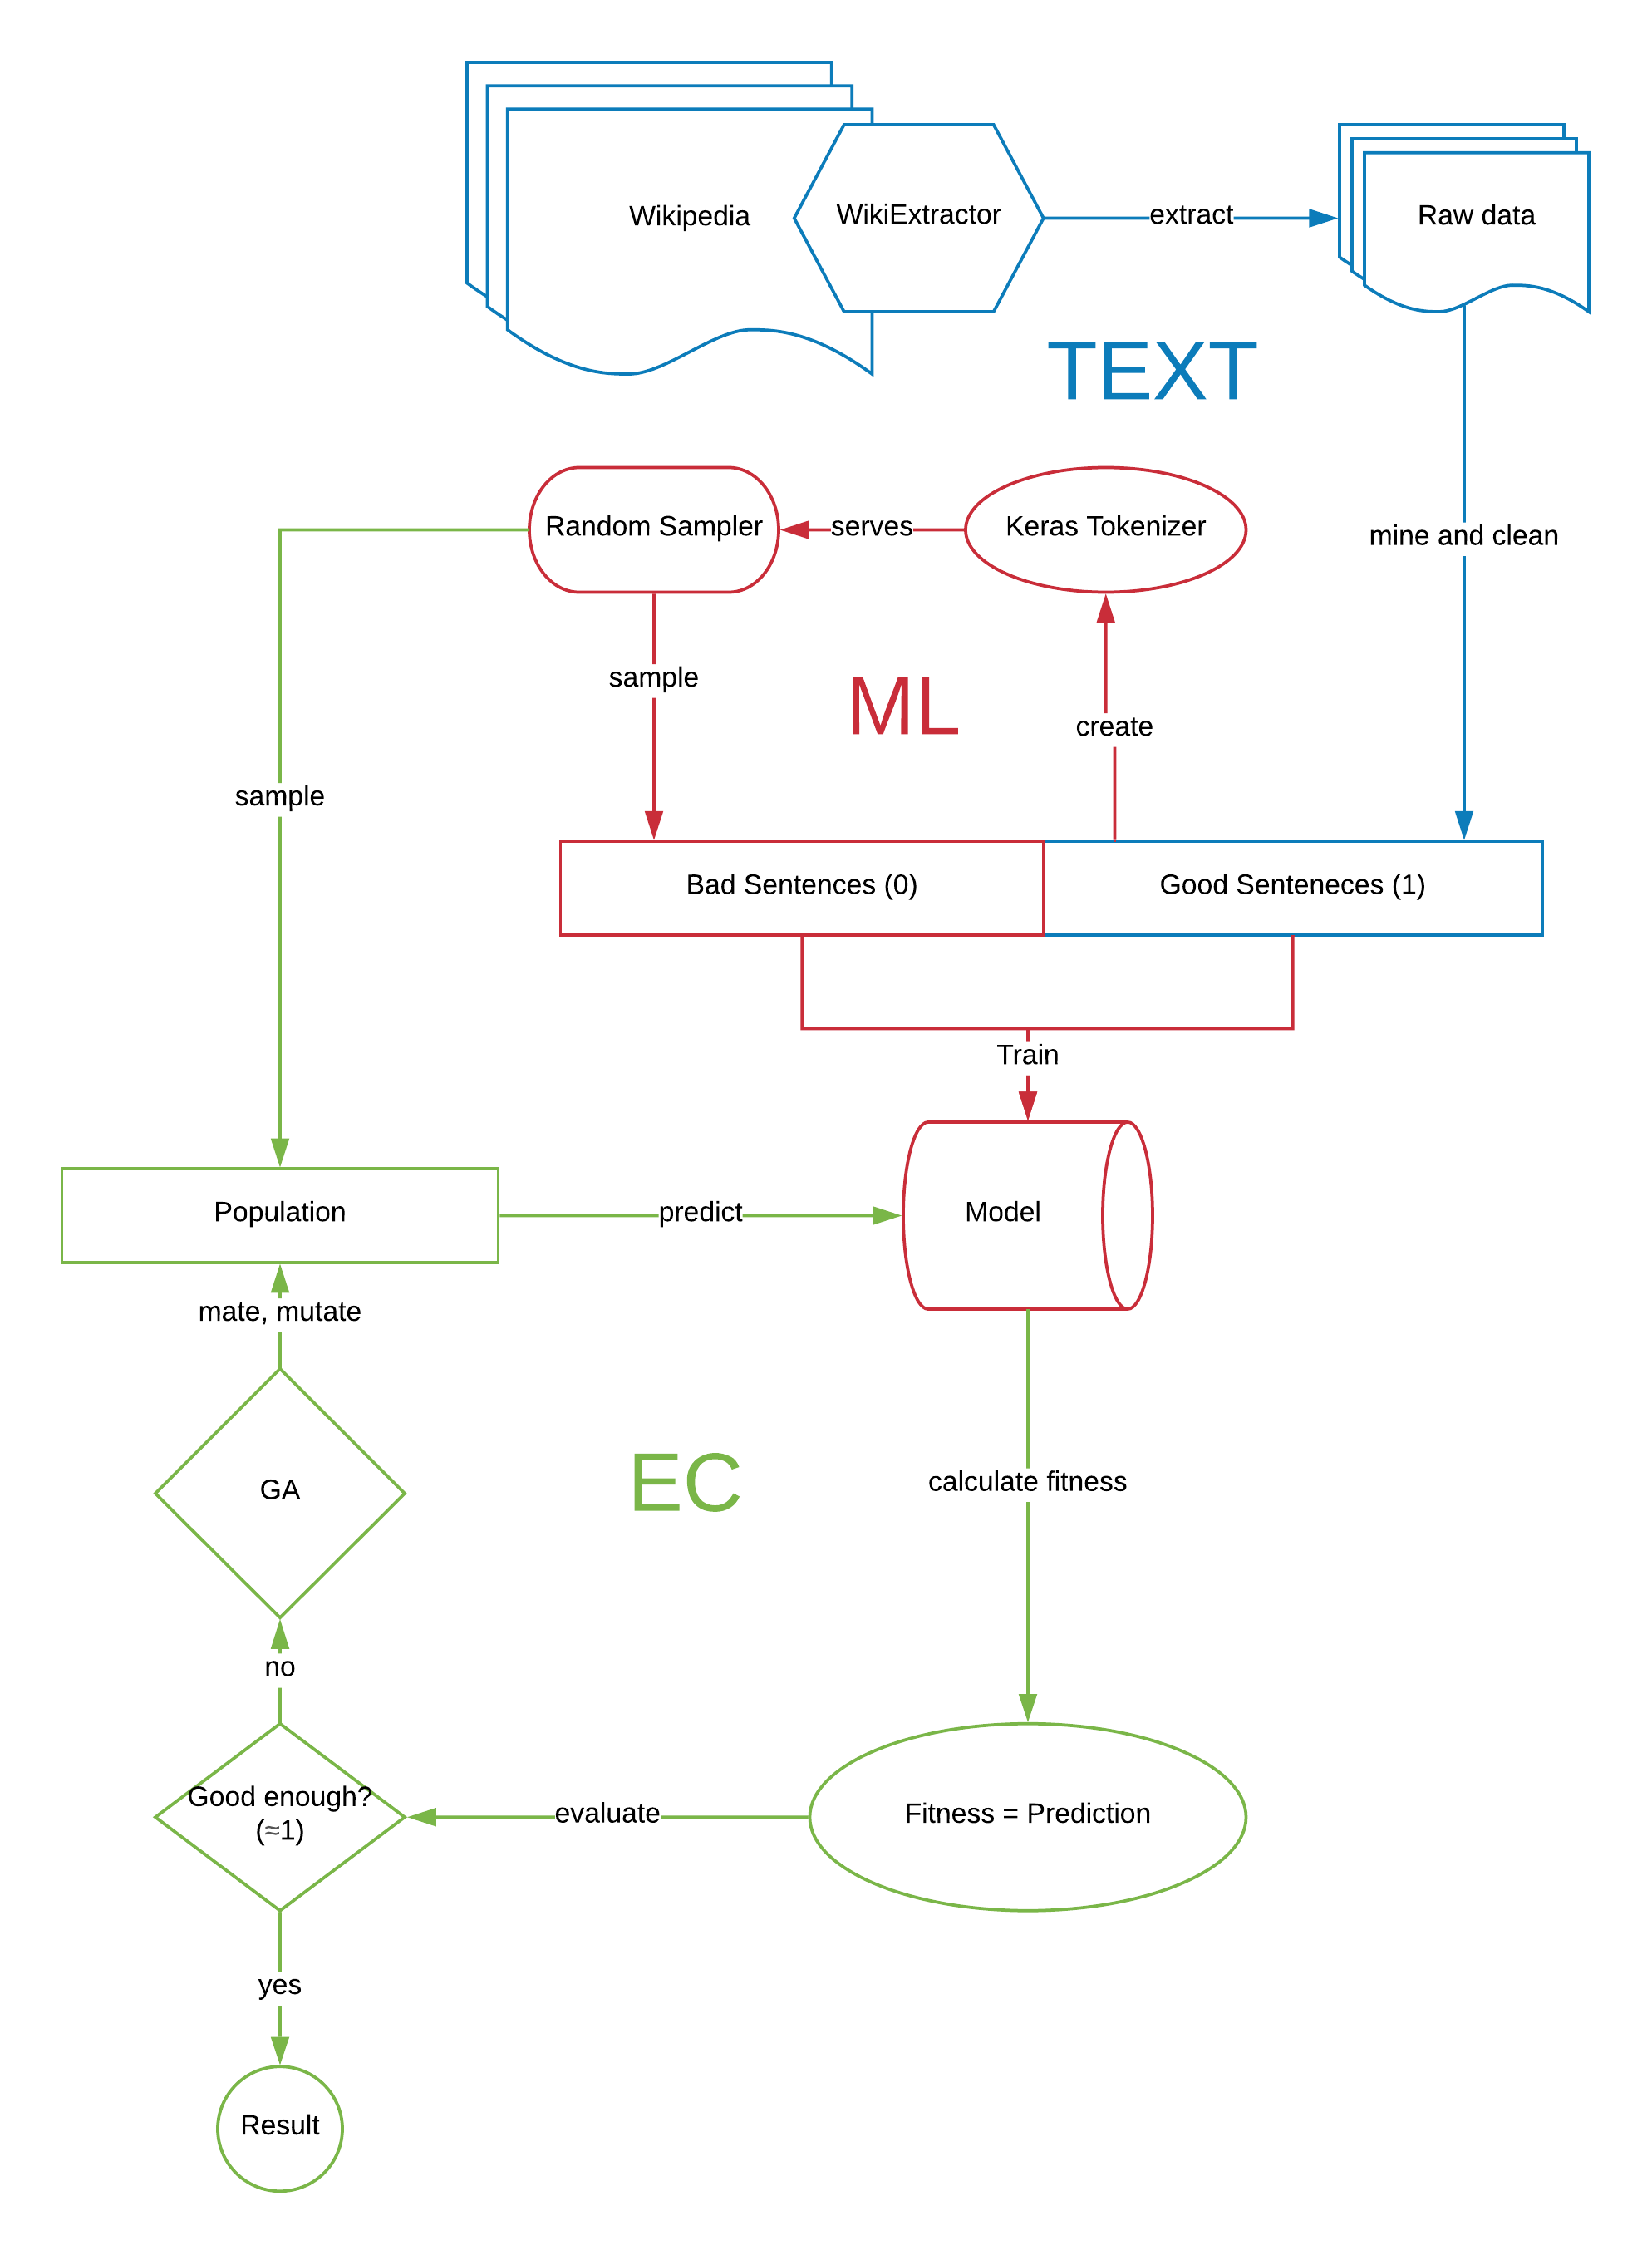 Wikipedia
WikiExtractor
extract
Raw data
TEXT
Random Sampler
serves
Keras Tokenizer
mine and clean
sample
ML
create
sample
Bad Sentences (0)
Good Senteneces (1)
Train
Population
predict
Model
mate, mutate
GA
EC
calculate fitness
no
Good enough?
(≈1)
evaluate
Fitness = Prediction
yes
Result